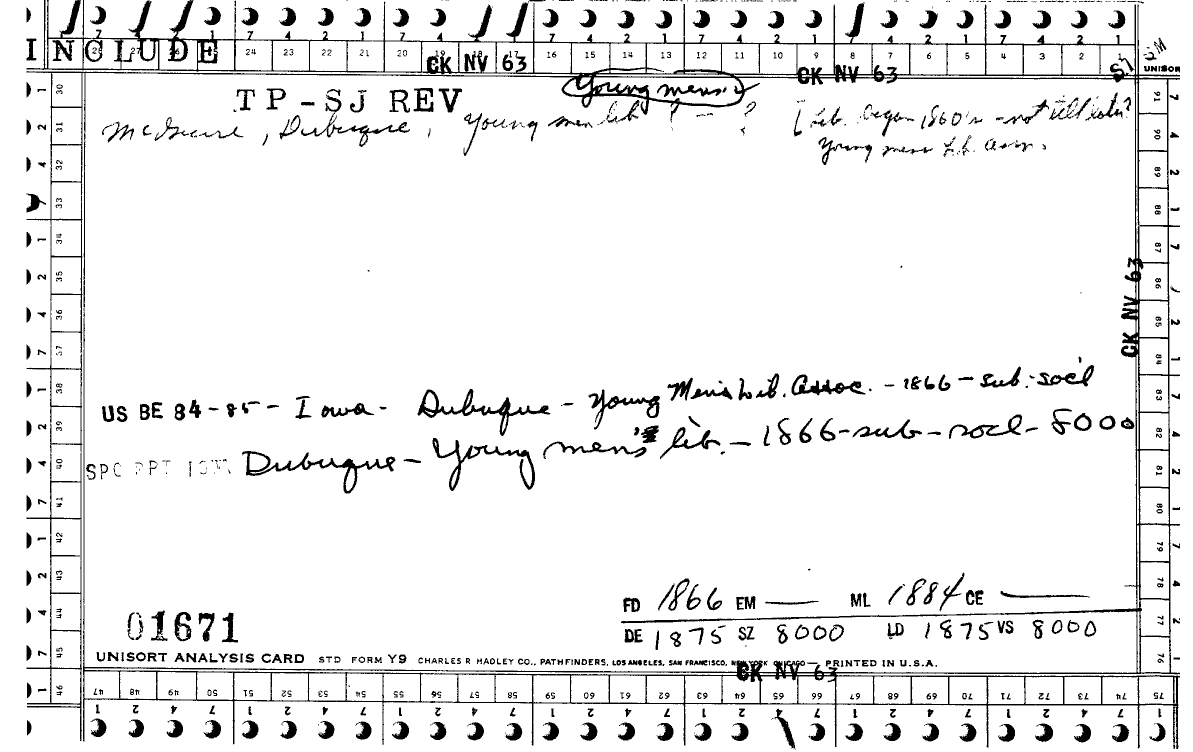 INCLUDE
CK NV 63
CK NV 63
S.M
UNISOR
TP-SJ REV
Young mens
McGuire, Dubuque, Young men lib ( - ?
[Lib. began 1860's - not till later?
Young mens Lib. Assn.
CK NV 63
US BE 84-85 - Iowa - Dubuque - Young Men's Lib. Assoc. - 1866 - sub. soc'l
SPC RPT Dubuque - Young men's lib. - 1866 - sub - socl - 8000
FD 1866 EM — ML 1884 CE —
01671
DE 1875 SZ 8000 LD 1875 VS 8000
UNISORT ANALYSIS CARD STD FORM Y9 CHARLES R HADLEY CO., PATHFINDERS, LOS ANGELES, SAN FRANCISCO, NEW YORK CHICAGO — PRINTED IN U.S.A.
CK NV 63